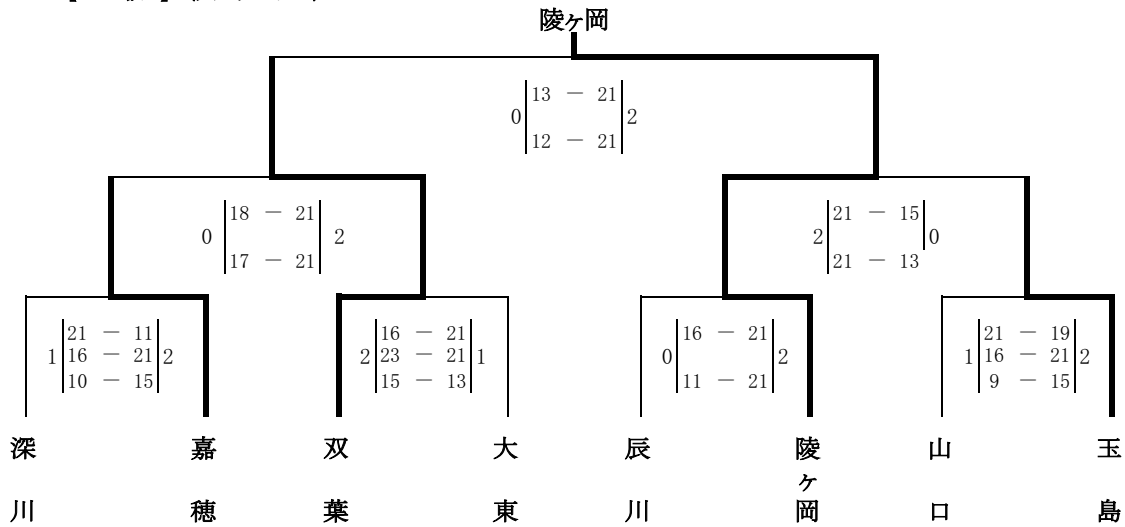 陵ヶ岡
13 － 21
0 2
12 － 21
18 － 21
0 2
17 － 21
21 － 15
2 0
21 － 13
21 － 11
1 16 － 21 2
10 － 15
16 － 21
2 23 － 21 1
15 － 13
16 － 21
0 2
11 － 21
21 － 19
1 16 － 21 2
9 － 15
深川
嘉穂
双葉
大東
辰川
陵ヶ岡
山口
玉島